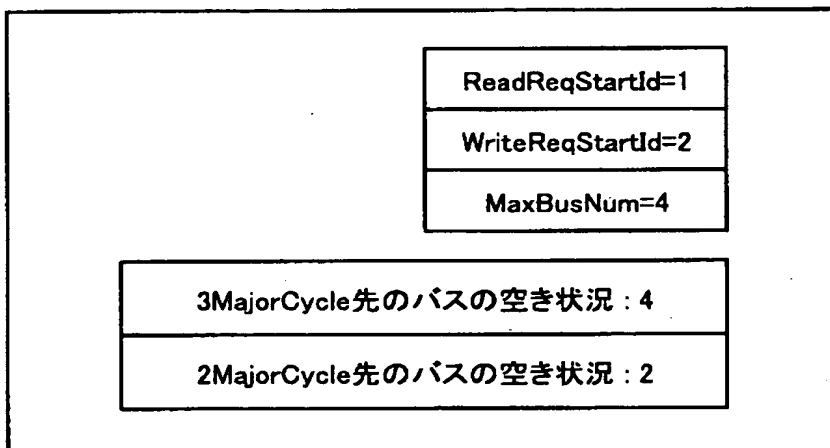 ReadReqStartId=1
WriteReqStartId=2
MaxBusNum=4
3MajorCycle先のバスの空き状況：4
2MajorCycle先のバスの空き状況：2